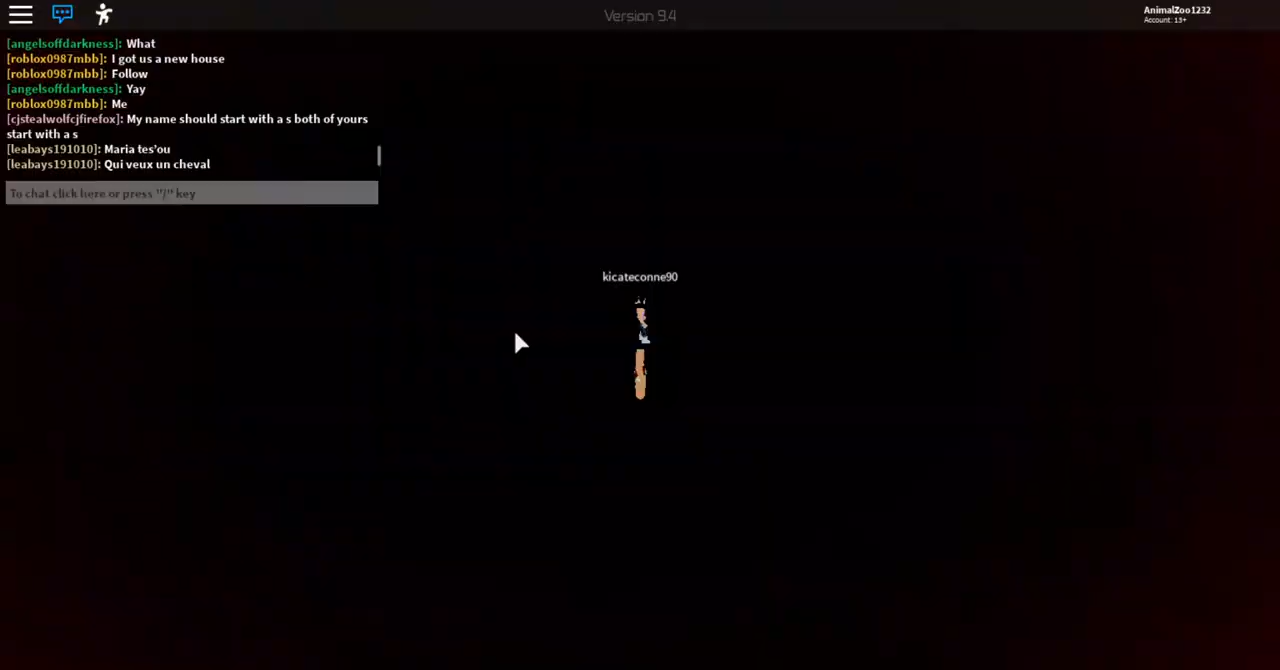 Version 9.4
AnimalZoo1232
Account: 13+
[angelsoffdarkness]: What
[roblox0987mbb]: I got us a new house
[roblox0987mbb]: Follow
[angelsoffdarkness]: Yay
[roblox0987mbb]: Me
[cjstealwolfcjfirefox]: My name should start with a s both of yours
start with a s
[leabays191010]: Maria tes'ou
[leabays191010]: Qui veux un cheval
To chat click here or press "/" key
kicateconne90